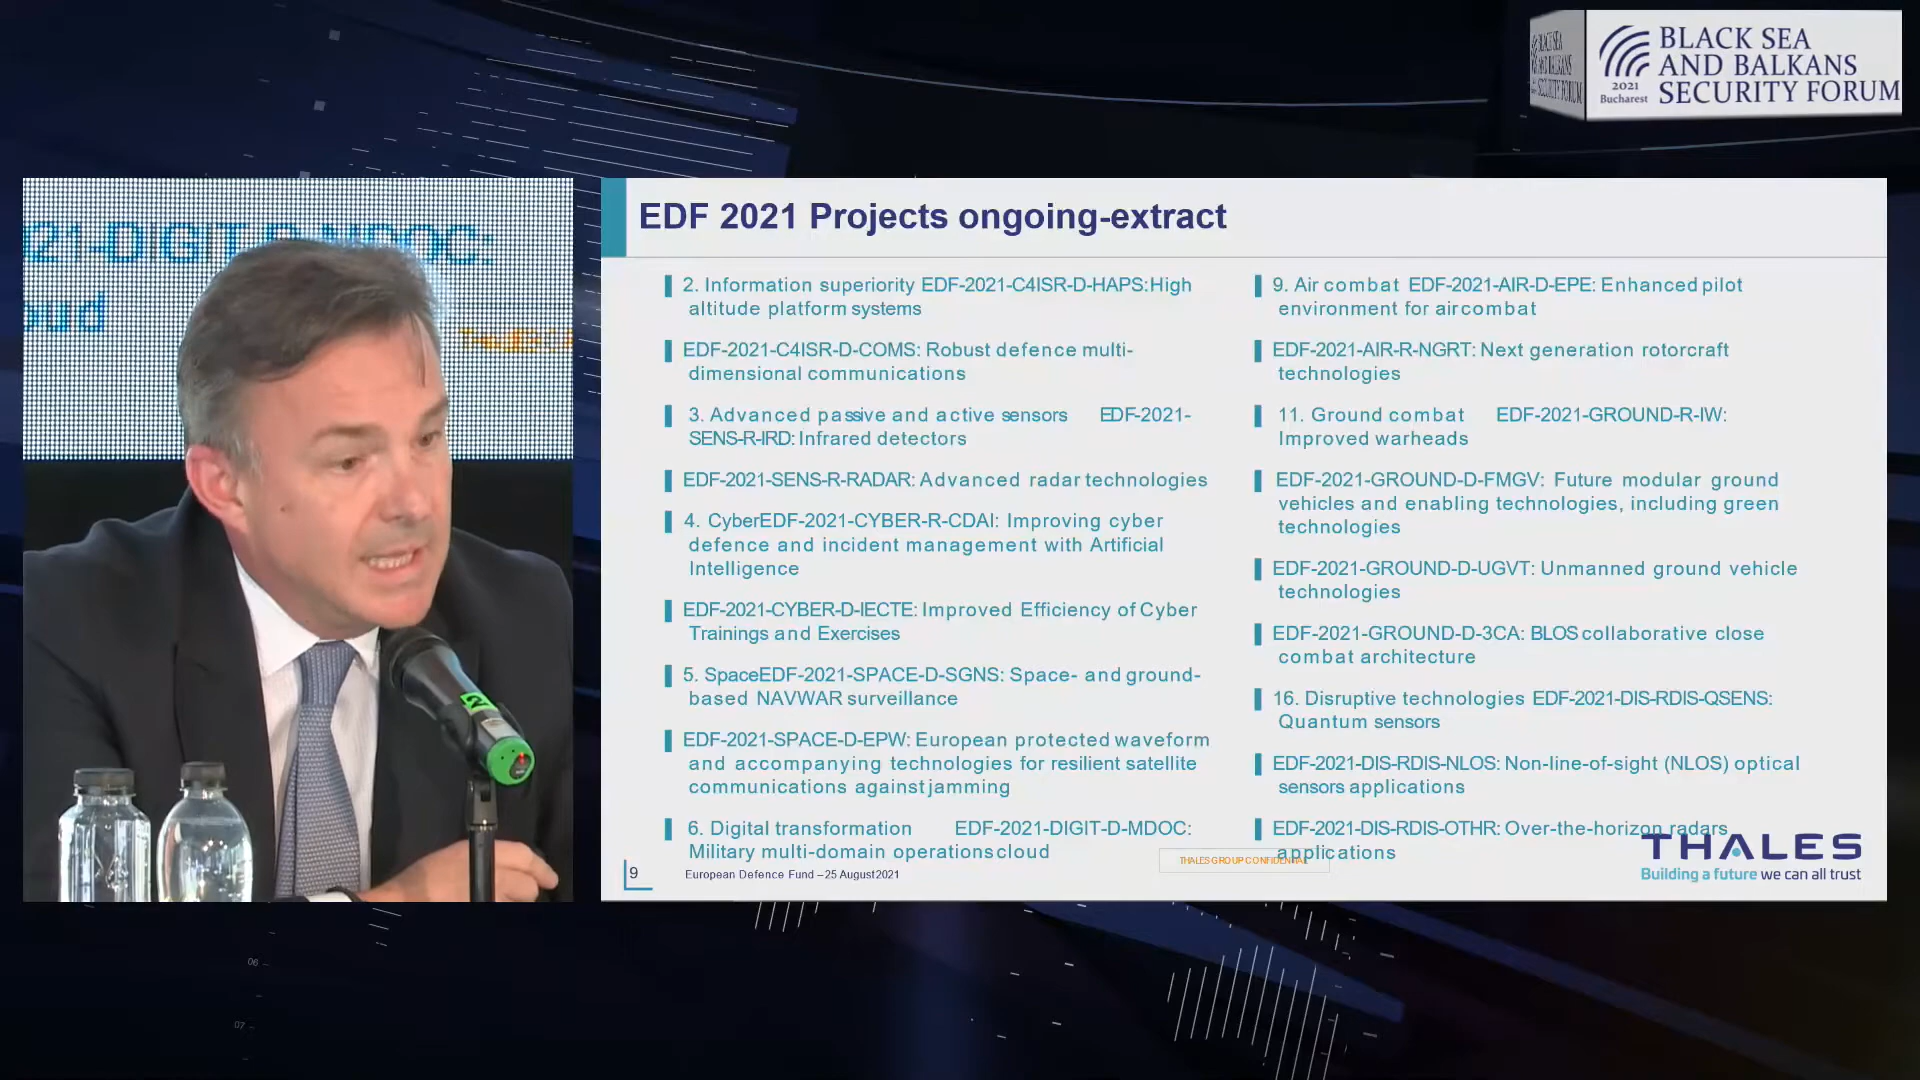 BLACK SEA
AND BALKANS
SECURITY FORUM
2021
Bucharest
21-DIGIT-D-MDOC:
oud
EDF 2021 Projects ongoing-extract
2. Information superiority EDF-2021-C4ISR-D-HAPS:High
altitude platform systems
EDF-2021-C4ISR-D-COMS: Robust defence multi-
dimensional communications
3. Advanced passive and active sensors EDF-2021-
SENS-R-IRD: Infrared detectors
EDF-2021-SENS-R-RADAR: Advanced radar technologies
4. CyberEDF-2021-CYBER-R-CDAI: Improving cyber
defence and incident management with Artificial
Intelligence
EDF-2021-CYBER-D-IECTE: Improved Efficiency of Cyber
Trainings and Exercises
5. SpaceEDF-2021-SPACE-D-SGNS: Space- and ground-
based NAVWAR surveillance
EDF-2021-SPACE-D-EPW: European protected waveform
and accompanying technologies for resilient satellite
communications against jamming
6. Digital transformation EDF-2021-DIGIT-D-MDOC:
Military multi-domain operations cloud
9. Air combat EDF-2021-AIR-D-EPE: Enhanced pilot
environment for air combat
EDF-2021-AIR-R-NGRT: Next generation rotorcraft
technologies
11. Ground combat EDF-2021-GROUND-R-IW:
Improved warheads
EDF-2021-GROUND-D-FMGV: Future modular ground
vehicles and enabling technologies, including green
technologies
EDF-2021-GROUND-D-UGVT: Unmanned ground vehicle
technologies
EDF-2021-GROUND-D-3CA: BLOS collaborative close
combat architecture
16. Disruptive technologies EDF-2021-DIS-RDIS-QSENS:
Quantum sensors
EDF-2021-DIS-RDIS-NLOS: Non-line-of-sight (NLOS) optical
sensors applications
EDF-2021-DIS-RDIS-OTHR: Over-the-horizon radars
applications
9
European Defence Fund – 25 August 2021
THALES GROUP CONFIDENTIAL
THALES
Building a future we can all trust
06
07